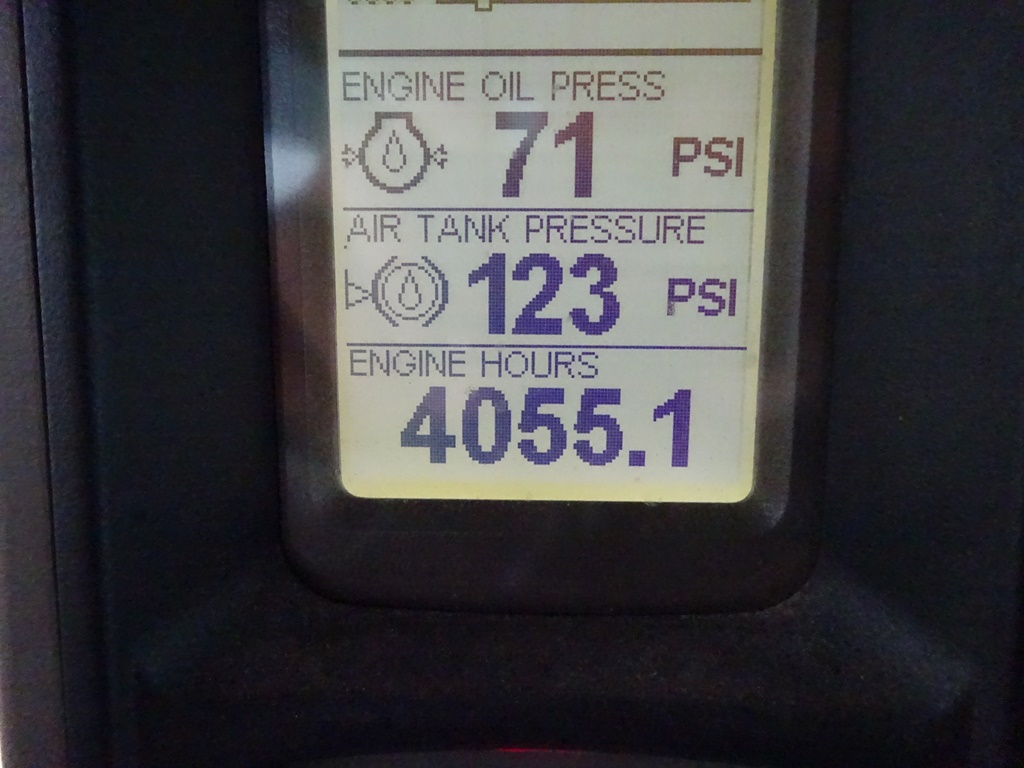 ENGINE OIL PRESS
71 PSI
AIR TANK PRESSURE
123 PSI
ENGINE HOURS
4055.1